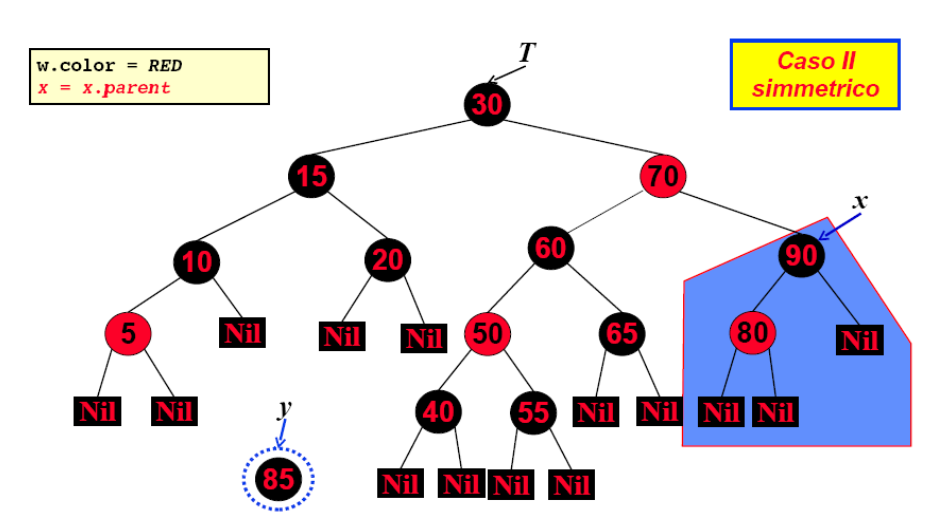 w.color = RED
x = x.parent
Caso II
simmetrico
T
30
15
70
x
10
20
60
90
5
Nil
Nil
Nil
50
65
80
Nil
Nil
Nil
40
55
Nil
Nil
Nil
Nil
y
85
Nil
Nil
Nil
Nil